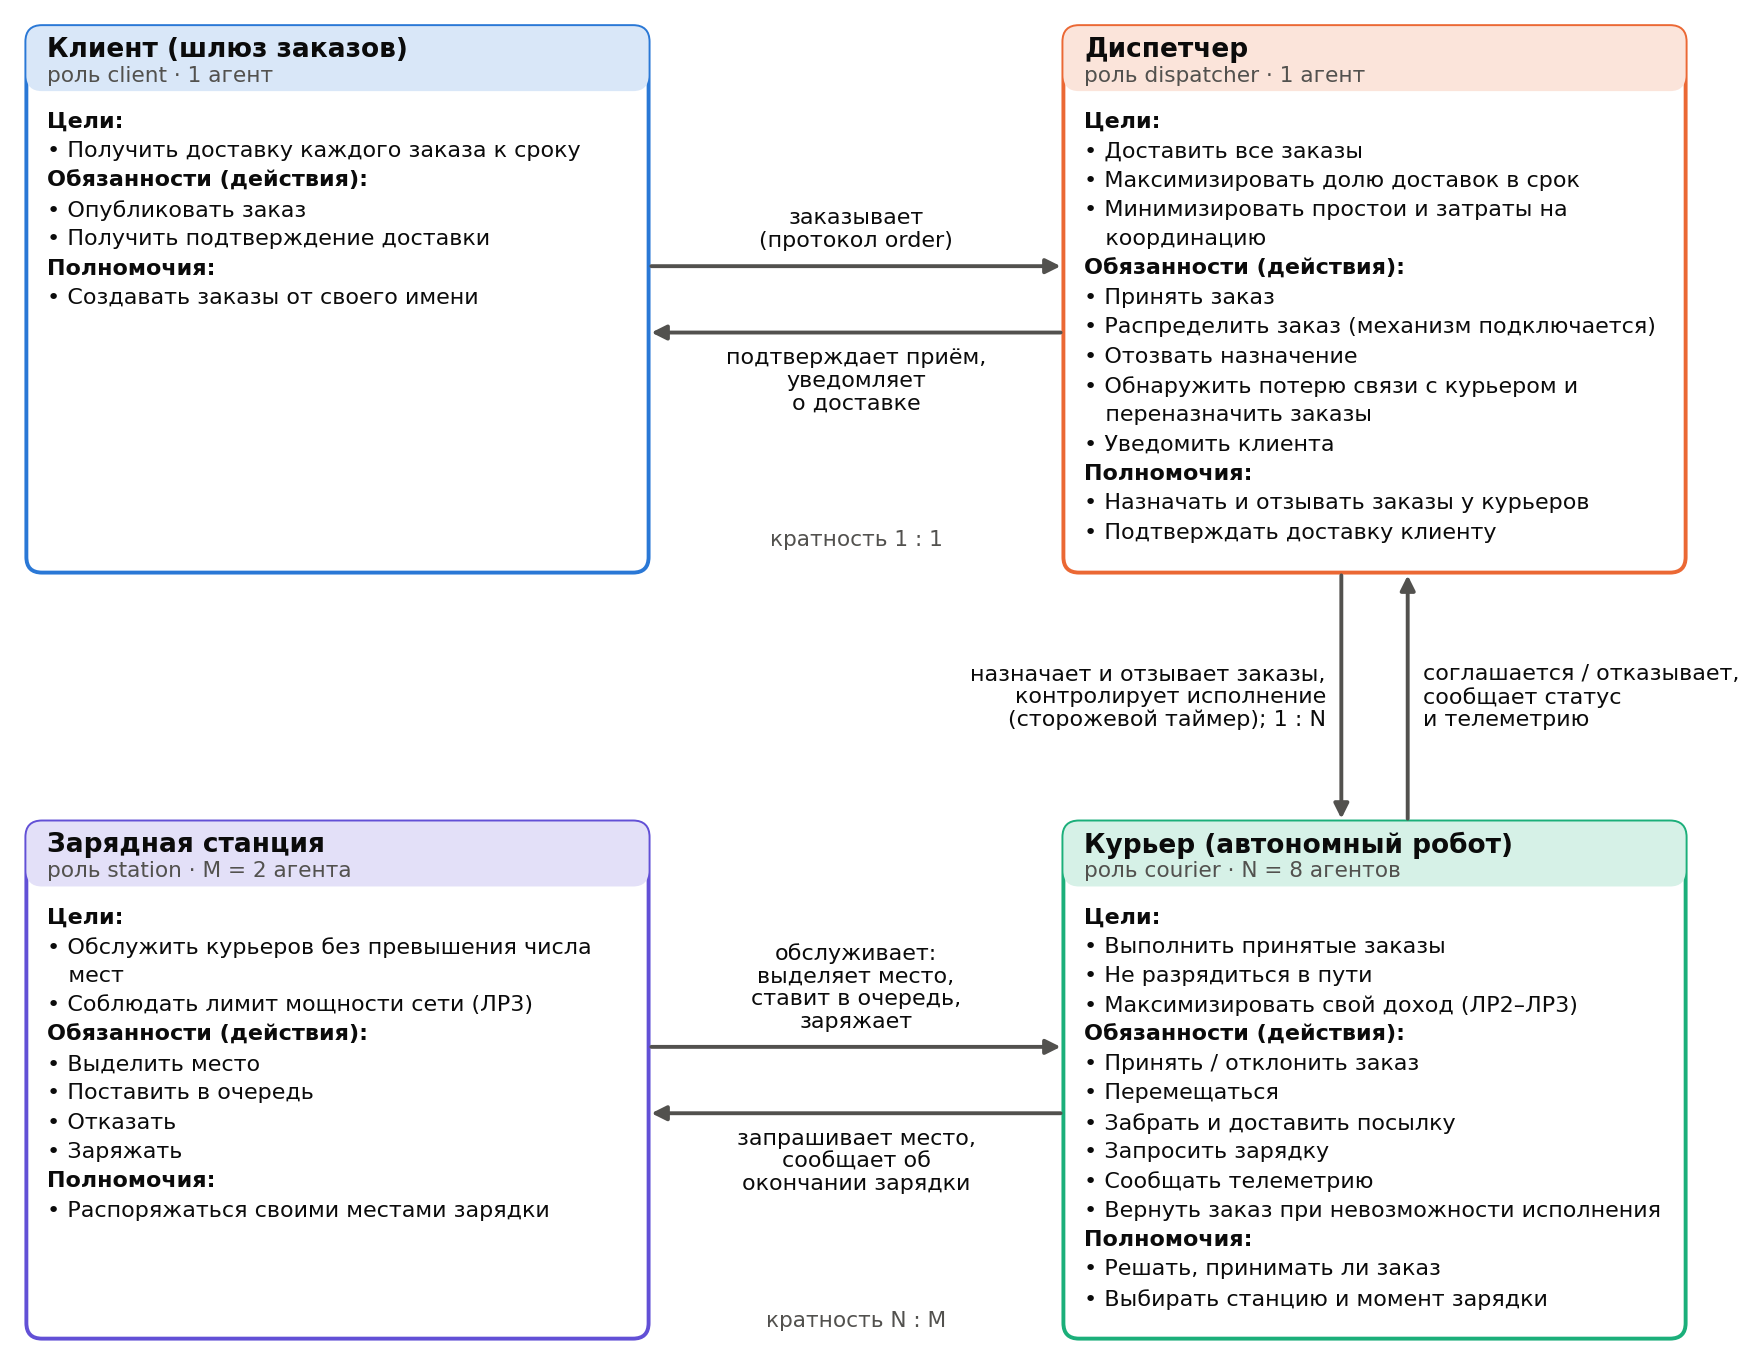 Клиент (шлюз заказов)
роль client · 1 агент
Цели:
• Получить доставку каждого заказа к сроку
Обязанности (действия):
• Опубликовать заказ
• Получить подтверждение доставки
Полномочия:
• Создавать заказы от своего имени
заказывает
(протокол order)
подтверждает приём,
уведомляет
о доставке
кратность 1 : 1
Диспетчер
роль dispatcher · 1 агент
Цели:
• Доставить все заказы
• Максимизировать долю доставок в срок
• Минимизировать простои и затраты на
координацию
Обязанности (действия):
• Принять заказ
• Распределить заказ (механизм подключается)
• Отозвать назначение
• Обнаружить потерю связи с курьером и
переназначить заказы
• Уведомить клиента
Полномочия:
• Назначать и отзывать заказы у курьеров
• Подтверждать доставку клиенту
назначает и отзывает заказы,
контролирует исполнение
(сторожевой таймер); 1 : N
соглашается / отказывает,
сообщает статус
и телеметрию
Зарядная станция
роль station · M = 2 агента
Цели:
• Обслужить курьеров без превышения числа
мест
• Соблюдать лимит мощности сети (ЛР3)
Обязанности (действия):
• Выделить место
• Поставить в очередь
• Отказать
• Заряжать
Полномочия:
• Распоряжаться своими местами зарядки
обслуживает:
выделяет место,
ставит в очередь,
заряжает
запрашивает место,
сообщает об
окончании зарядки
кратность N : M
Курьер (автономный робот)
роль courier · N = 8 агентов
Цели:
• Выполнить принятые заказы
• Не разрядиться в пути
• Максимизировать свой доход (ЛР2–ЛР3)
Обязанности (действия):
• Принять / отклонить заказ
• Перемещаться
• Забрать и доставить посылку
• Запросить зарядку
• Сообщать телеметрию
• Вернуть заказ при невозможности исполнения
Полномочия:
• Решать, принимать ли заказ
• Выбирать станцию и момент зарядки